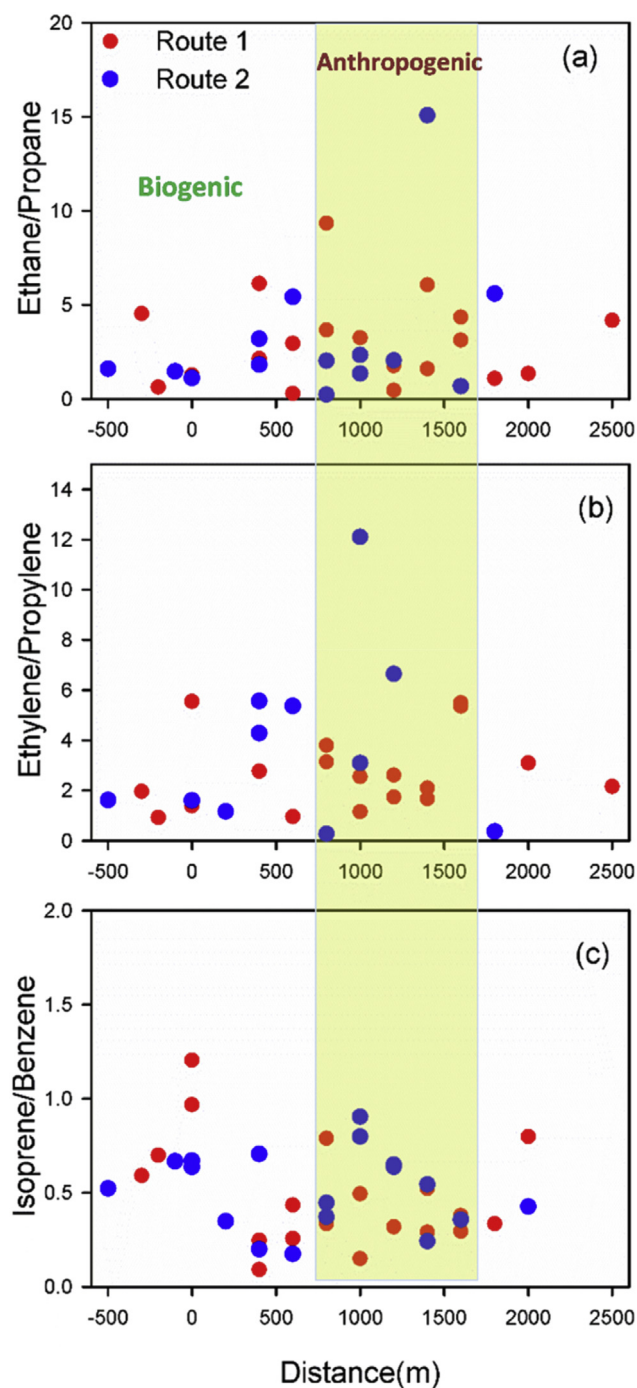 20
Route 1
Route 2
Anthropogenic
(a)
15
Biogenic
10
5
0
Ethane/Propane
-500 0 500 1000 1500 2000 2500
14
(b)
12
10
8
6
4
2
0
Ethylene/Propylene
-500 0 500 1000 1500 2000 2500
2.0
(c)
1.5
1.0
0.5
0.0
Isoprene/Benzene
-500 0 500 1000 1500 2000 2500
Distance(m)